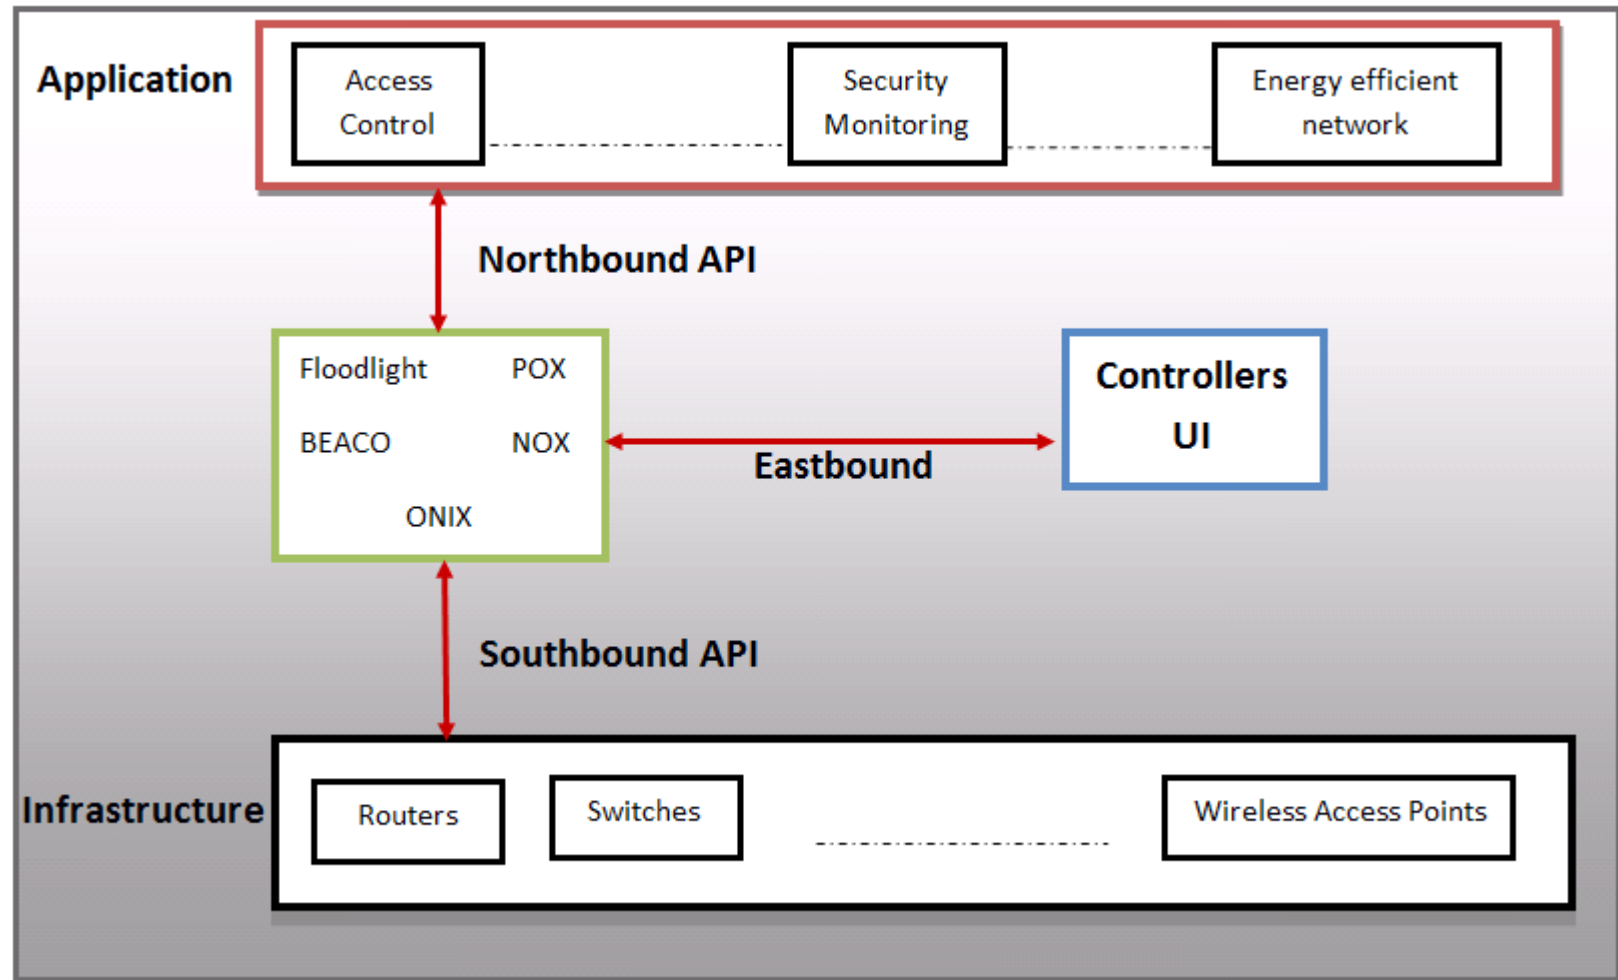 Application
Access
Control
Security
Monitoring
Energy efficient
network
Northbound API
Floodlight POX
BEACO NOX
ONIX
Controllers
UI
Eastbound
Southbound API
Infrastructure
Routers
Switches
Wireless Access Points